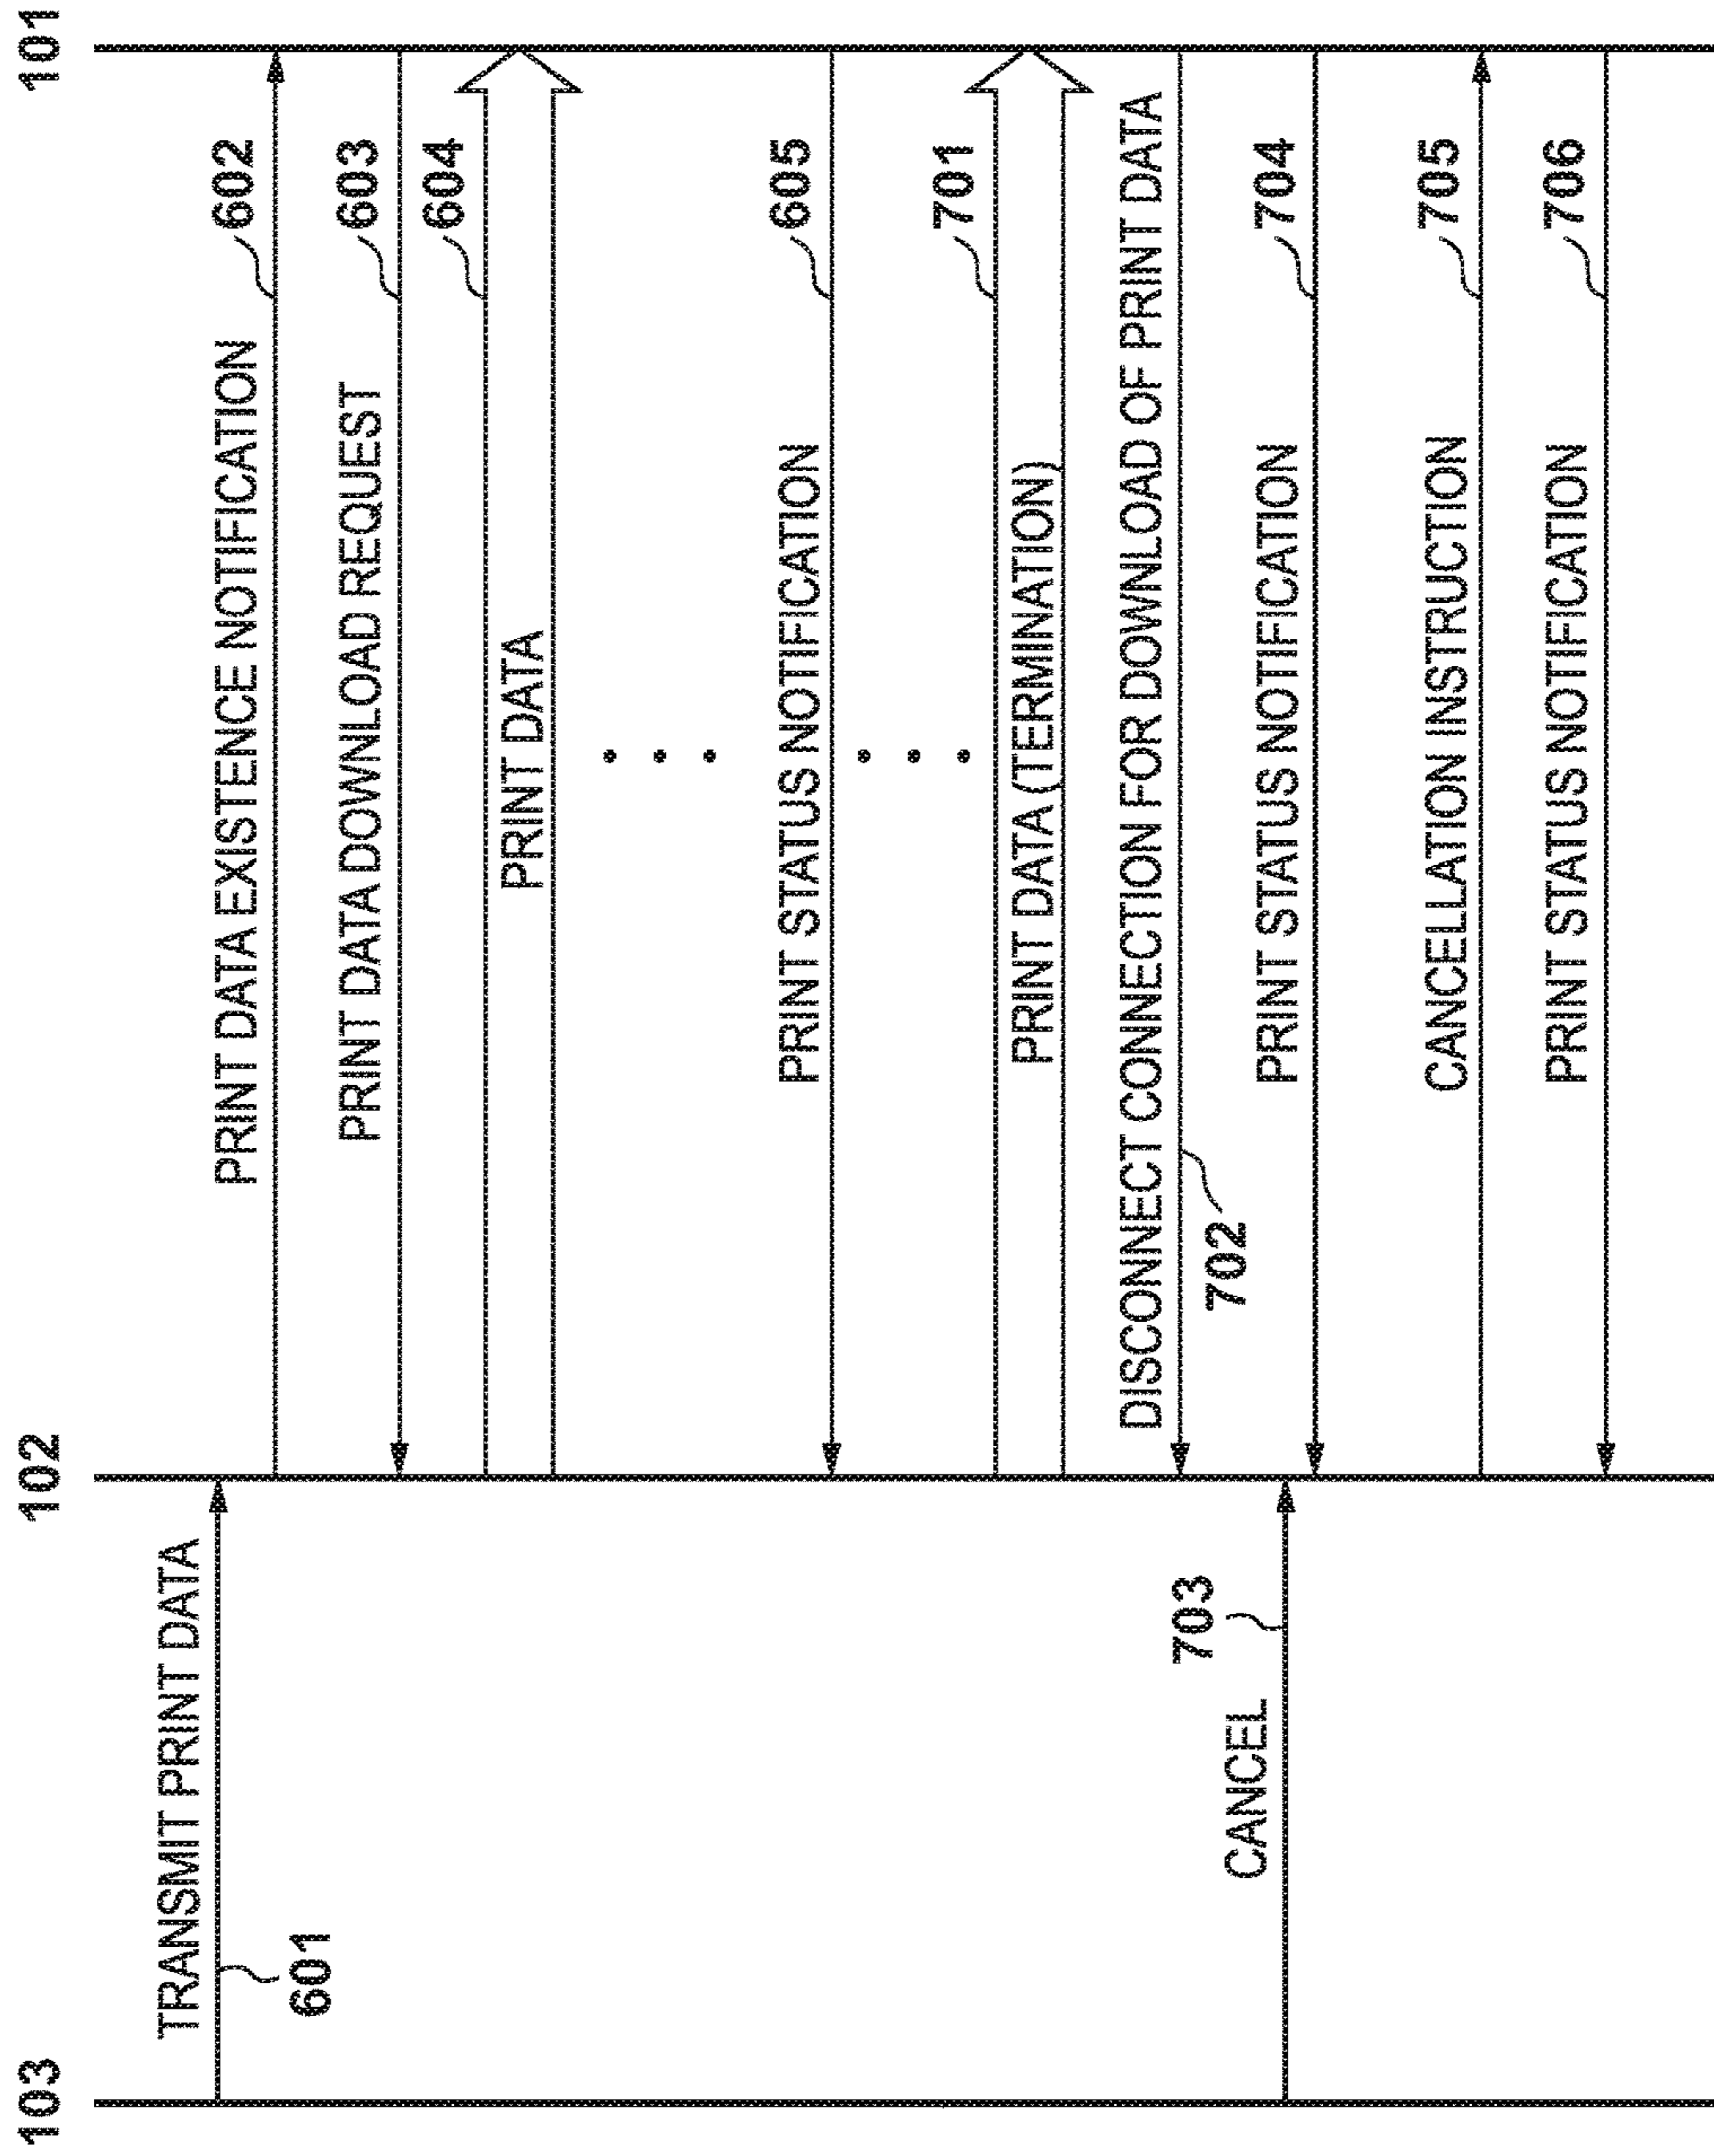 103
102
101
TRANSMIT PRINT DATA
601
PRINT DATA EXISTENCE NOTIFICATION
602
PRINT DATA DOWNLOAD REQUEST
603
604
PRINT DATA
PRINT STATUS NOTIFICATION
605
701
PRINT DATA (TERMINATION)
DISCONNECT CONNECTION FOR DOWNLOAD OF PRINT DATA
702
703
CANCEL
PRINT STATUS NOTIFICATION
704
CANCELLATION INSTRUCTION
705
PRINT STATUS NOTIFICATION
706